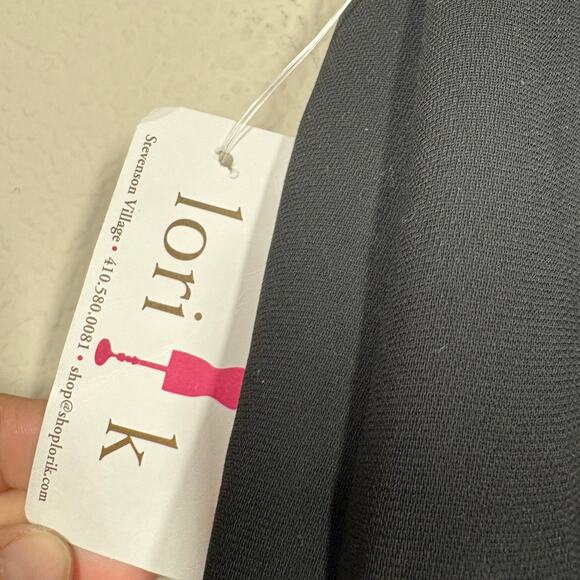 lori k
Stevenson Village • 410.580.0081 • shop@shoplorik.com